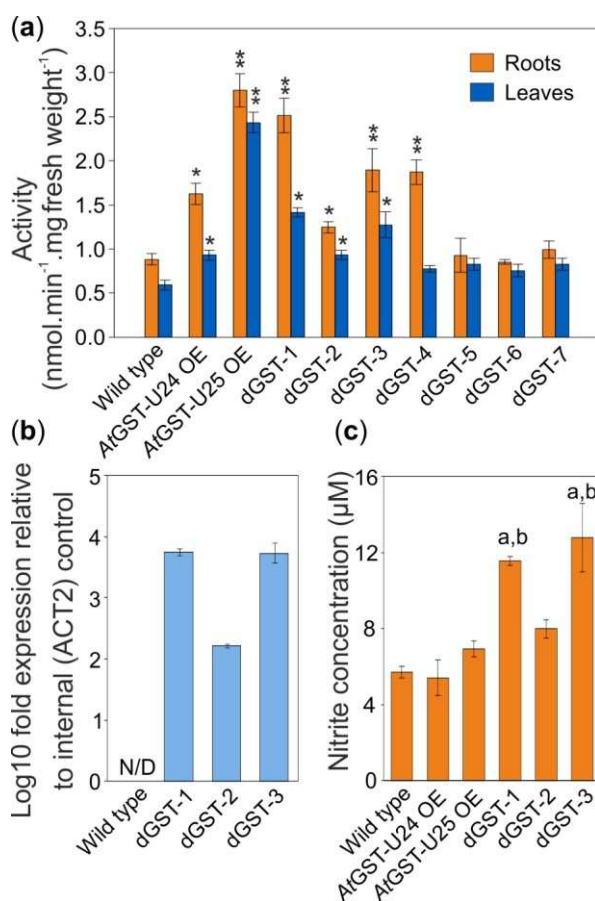 (a)
Activity
(nmol.min⁻¹.mg fresh weight⁻¹)
3.5
3.0
2.5
2.0
1.5
1.0
0.5
0.0
Roots
Leaves
*
*
**
**
**
*
*
*
**
*
**
Wild type
AtGST-U24 OE
AtGST-U25 OE
dGST-1
dGST-2
dGST-3
dGST-4
dGST-5
dGST-6
dGST-7
(b)
Log10 fold expression relative
to internal (ACT2) control
5
4
3
2
1
0
N/D
Wild type
dGST-1
dGST-2
dGST-3
(c)
Nitrite concentration (µM)
16
12
8
4
0
a,b
a,b
Wild type
AtGST-U24 OE
AtGST-U25 OE
dGST-1
dGST-2
dGST-3